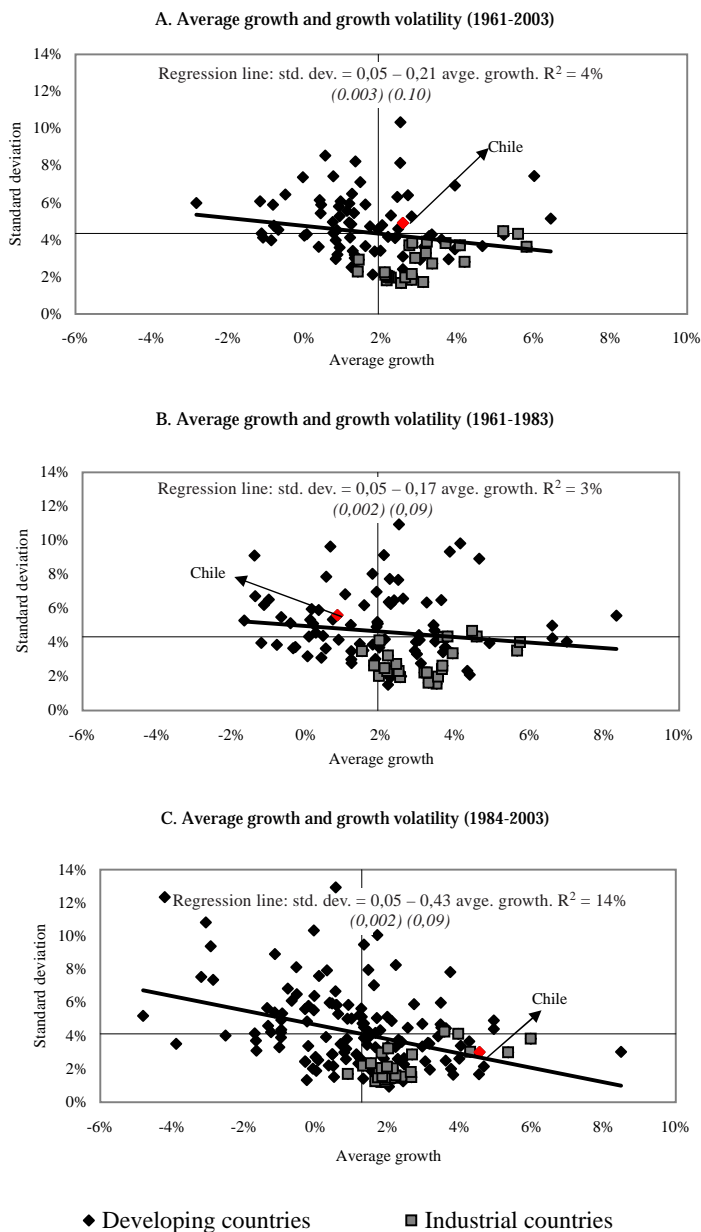 A. Average growth and growth volatility (1961-2003)
14%
Regression line: std. dev. = 0,05 – 0,21 avge. growth. R² = 4%
(0.003) (0.10)
12%
10%
Chile
8%
6%
4%
2%
0%
Standard deviation
-6% -4% -2% 0% 2% 4% 6% 8% 10%
Average growth
B. Average growth and growth volatility (1961-1983)
14%
Regression line: std. dev. = 0,05 – 0,17 avge. growth. R² = 3%
(0,002) (0,09)
12%
10%
Chile
8%
6%
4%
2%
0%
Standard deviation
-6% -4% -2% 0% 2% 4% 6% 8% 10%
Average growth
C. Average growth and growth volatility (1984-2003)
14%
Regression line: std. dev. = 0,05 – 0,43 avge. growth. R² = 14%
(0,002) (0,09)
12%
10%
8%
Chile
6%
4%
2%
0%
Standard deviation
-6% -4% -2% 0% 2% 4% 6% 8% 10%
Average growth
Developing countries Industrial countries